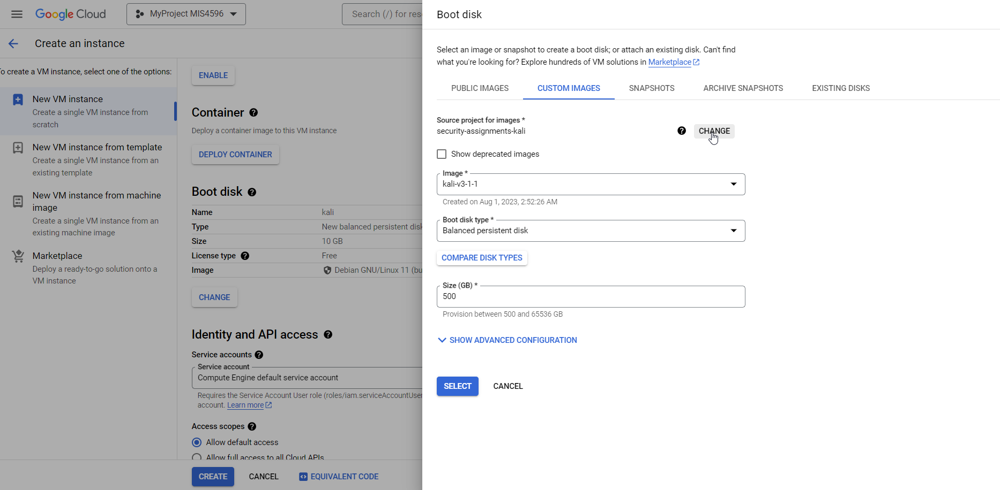 Google Cloud
MyProject MIS4596
Search (/) for
Create an instance
To create a VM instance, select one of the options:
New VM instance
Create a single VM instance from
scratch
New VM instance from template
Create a single VM instance from an
existing template
New VM instance from machine
image
Create a single VM instance from an
existing machine image
Marketplace
Deploy a ready-to-go solution onto a
VM instance
ENABLE
Container
Deploy a container image to this VM instance
DEPLOY CONTAINER
Boot disk
Name kali
Type New balanced persistent disk
Size 10 GB
License type Free
Image Debian GNU/Linux 11 (bu
CHANGE
Identity and API access
Service accounts
Service account
Compute Engine default service account
Requires the Service Account User role (roles/iam.serviceAccountUser
account. Learn more
Access scopes
Allow default access
Allow full access to all Cloud APIs
CREATE CANCEL EQUIVALENT CODE
Boot disk
Select an image or snapshot to create a boot disk; or attach an existing disk. Can't find
what you're looking for? Explore hundreds of VM solutions in Marketplace
PUBLIC IMAGES CUSTOM IMAGES SNAPSHOTS ARCHIVE SNAPSHOTS EXISTING DISKS
Source project for images *
security-assignments-kali CHANGE
Show deprecated images
Image *
kali-v3-1-1
Created on Aug 1, 2023, 2:52:26 AM
Boot disk type *
Balanced persistent disk
COMPARE DISK TYPES
Size (GB) *
500
Provision between 500 and 65536 GB
SHOW ADVANCED CONFIGURATION
SELECT CANCEL